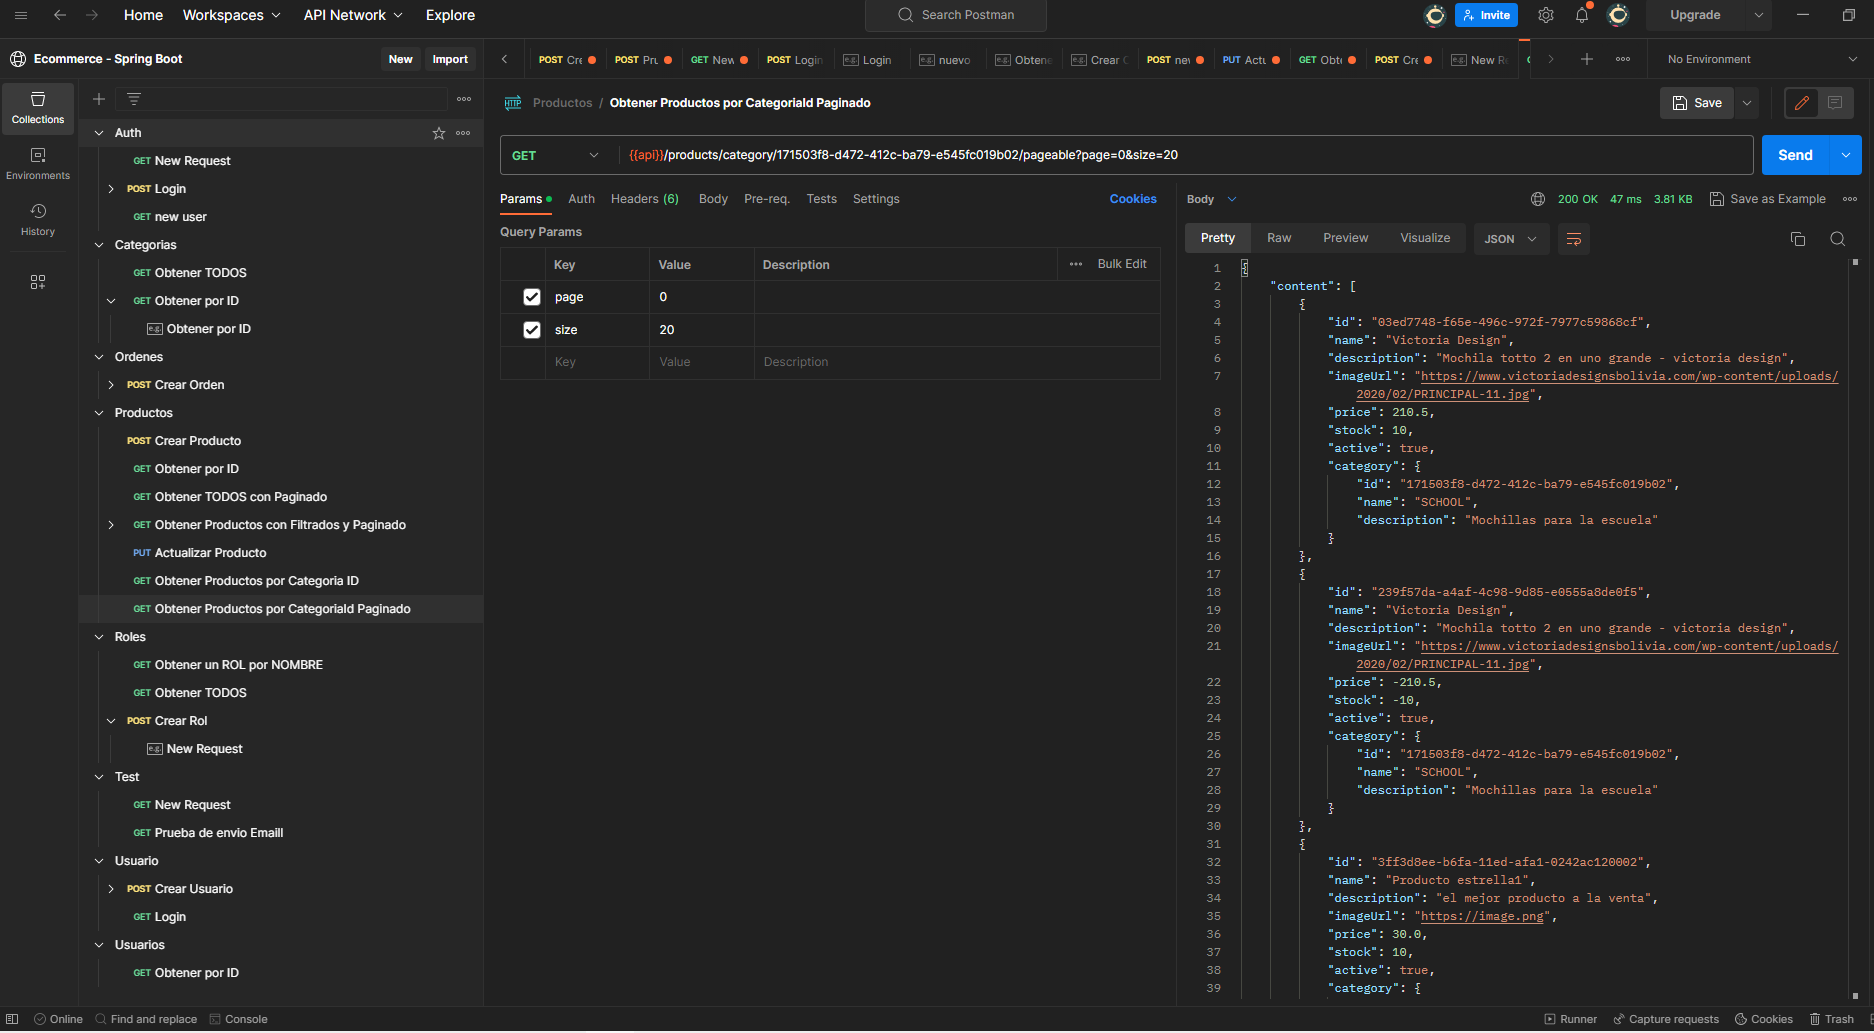 Home Workspaces API Network Explore Search Postman Invite Upgrade
Ecommerce - Spring Boot New Import
POST Cre POST Pru GET New POST Login e.g. Login e.g. nuevo e.g. Obtene e.g. Crear POST nev PUT Actu GET Obte POST Cre e.g. New R No Environment
Collections
Environments
History
Auth
GET New Request
POST Login
GET new user
Categorias
GET Obtener TODOS
GET Obtener por ID
e.g. Obtener por ID
Ordenes
POST Crear Orden
Productos
POST Crear Producto
GET Obtener por ID
GET Obtener TODOS con Paginado
GET Obtener Productos con Filtrados y Paginado
PUT Actualizar Producto
GET Obtener Productos por Categoria ID
GET Obtener Productos por CategoriaId Paginado
Roles
GET Obtener un ROL por NOMBRE
GET Obtener TODOS
POST Crear Rol
e.g. New Request
Test
GET New Request
GET Prueba de envio Emaill
Usuario
POST Crear Usuario
GET Login
Usuarios
GET Obtener por ID
HTTP Productos / Obtener Productos por CategoriaId Paginado Save
GET {{api}}/products/category/171503f8-d472-412c-ba79-e545fc019b02/pageable?page=0&size=20 Send
Params Auth Headers (6) Body Pre-req. Tests Settings Cookies
Query Params
Key Value Description Bulk Edit
page 0
size 20
Key Value Description
Body 200 OK 47 ms 3.81 KB Save as Example
Pretty Raw Preview Visualize JSON
1 {
2 "content": [
3 {
4 "id": "03ed7748-f65e-496c-972f-7977c59868cf",
5 "name": "Victoria Design",
6 "description": "Mochila totto 2 en uno grande - victoria design",
7 "imageUrl": "https://www.victoriadesignsbolivia.com/wp-content/uploads/
2020/02/PRINCIPAL-11.jpg",
8 "price": 210.5,
9 "stock": 10,
10 "active": true,
11 "category": {
12 "id": "171503f8-d472-412c-ba79-e545fc019b02",
13 "name": "SCHOOL",
14 "description": "Mochillas para la escuela"
15 }
16 },
17 {
18 "id": "239f57da-a4af-4c98-9d85-e0555a8de0f5",
19 "name": "Victoria Design",
20 "description": "Mochila totto 2 en uno grande - victoria design",
21 "imageUrl": "https://www.victoriadesignsbolivia.com/wp-content/uploads/
2020/02/PRINCIPAL-11.jpg",
22 "price": -210.5,
23 "stock": -10,
24 "active": true,
25 "category": {
26 "id": "171503f8-d472-412c-ba79-e545fc019b02",
27 "name": "SCHOOL",
28 "description": "Mochillas para la escuela"
29 }
30 },
31 {
32 "id": "3ff3d8ee-b6fa-11ed-afa1-0242ac120002",
33 "name": "Producto estrella1",
34 "description": "el mejor producto a la venta",
35 "imageUrl": "https://image.png",
36 "price": 30.0,
37 "stock": 10,
38 "active": true,
39 "category": {
Online Find and replace Console Runner Capture requests Cookies Trash